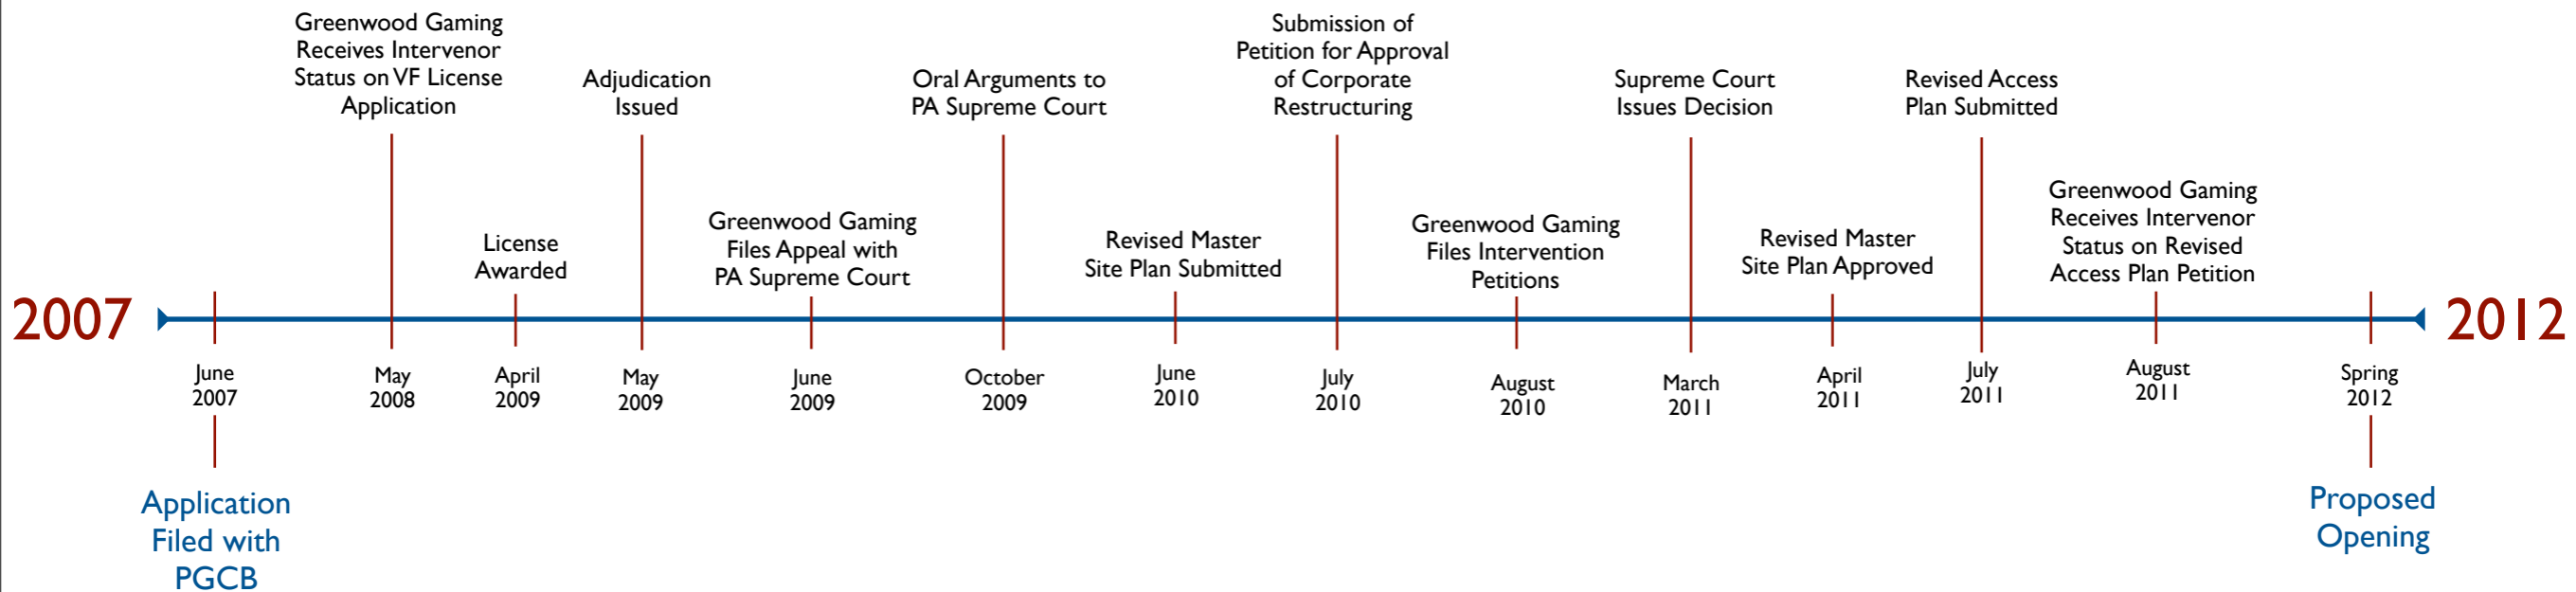 Greenwood Gaming
Receives Intervenor
Status on VF License
Application
Adjudication
Issued
Oral Arguments to
PA Supreme Court
Submission of
Petition for Approval
of Corporate
Restructuring
Supreme Court
Issues Decision
Revised Access
Plan Submitted
License
Awarded
Greenwood Gaming
Files Appeal with
PA Supreme Court
Revised Master
Site Plan Submitted
Greenwood Gaming
Files Intervention
Petitions
Revised Master
Site Plan Approved
Greenwood Gaming
Receives Intervenor
Status on Revised
Access Plan Petition
2007
2012
June
2007
May
2008
April
2009
May
2009
June
2009
October
2009
June
2010
July
2010
August
2010
March
2011
April
2011
July
2011
August
2011
Spring
2012
Application
Filed with
PGCB
Proposed
Opening